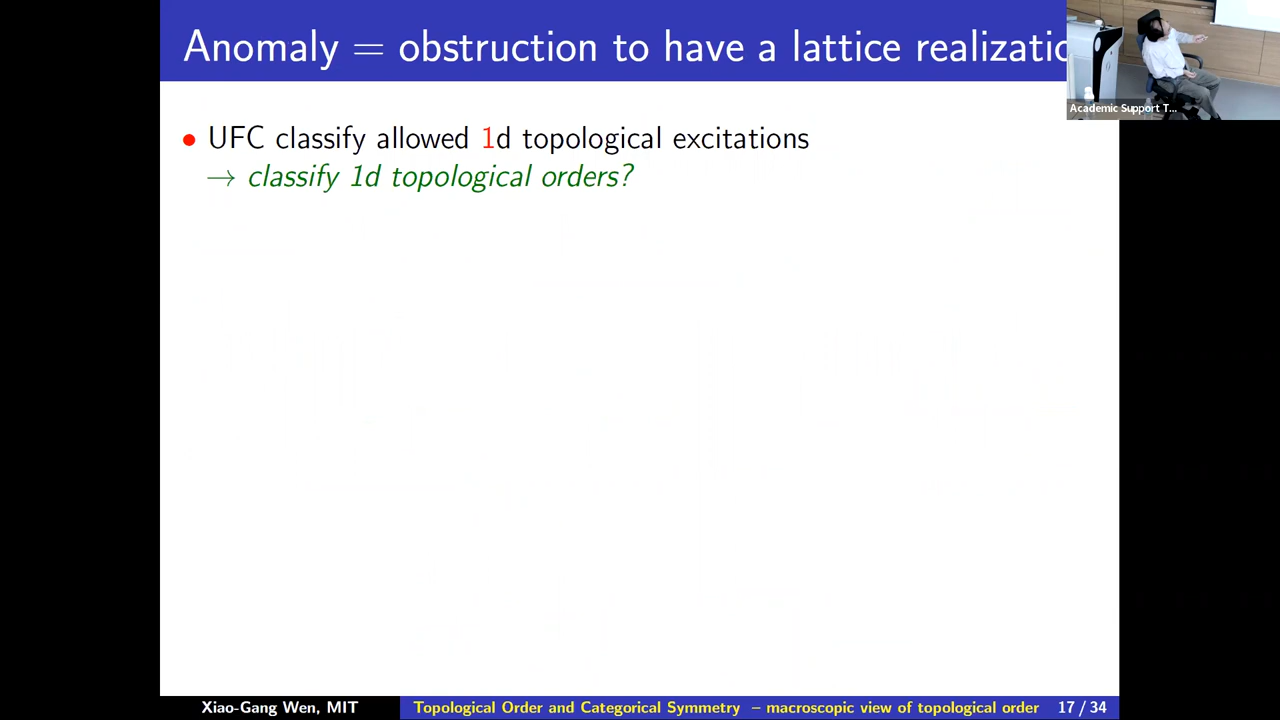 Anomaly = obstruction to have a lattice realizatio
Academic Support T...
• UFC classify allowed 1d topological excitations
→ classify 1d topological orders?
Xiao-Gang Wen, MIT
Topological Order and Categorical Symmetry – macroscopic view of topological order
17 / 34